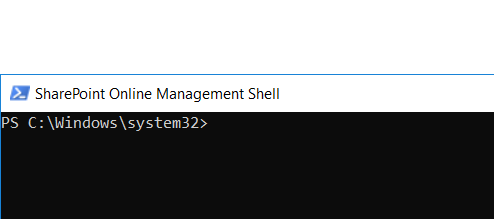 SharePoint Online Management Shell
PS C:\Windows\system32>